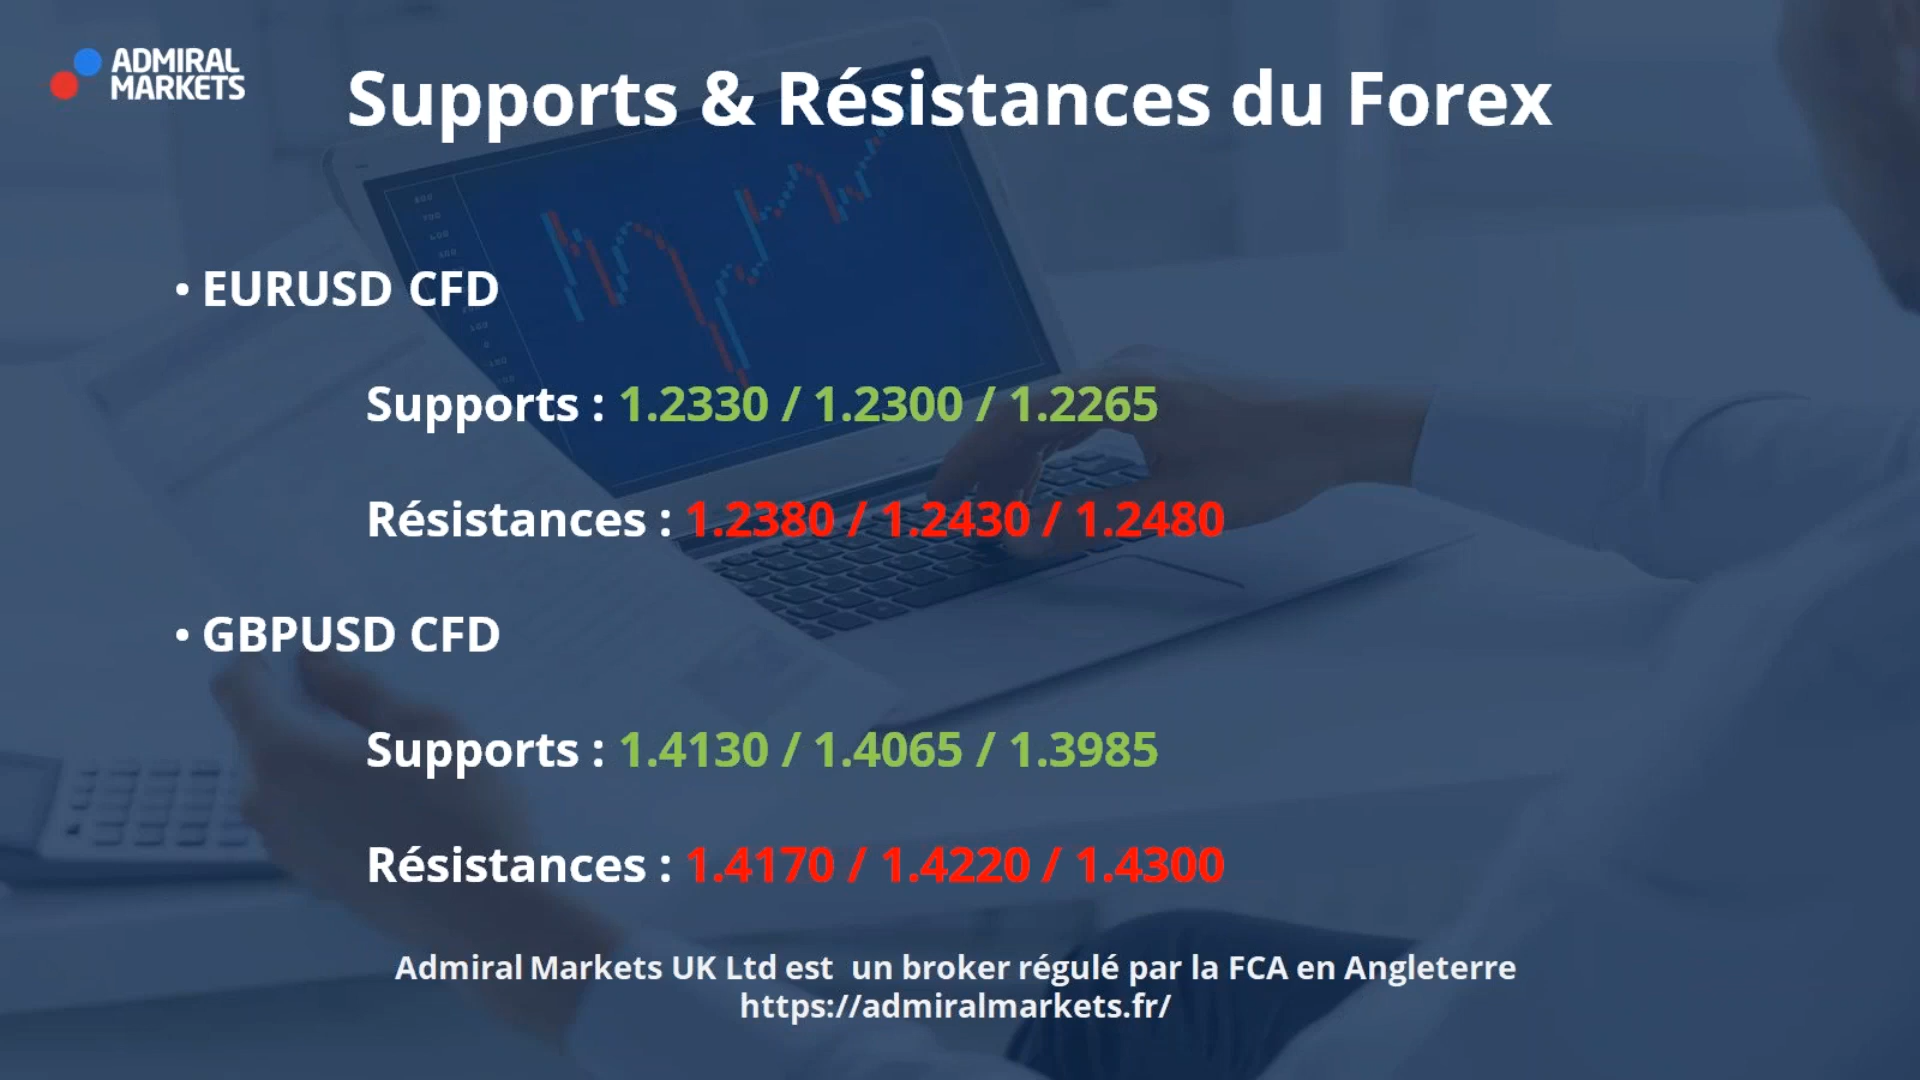 ADMIRAL
MARKETS
Supports & Résistances du Forex
• EURUSD CFD
Supports : 1.2330 / 1.2300 / 1.2265
Résistances : 1.2380 / 1.2430 / 1.2480
• GBPUSD CFD
Supports : 1.4130 / 1.4065 / 1.3985
Résistances : 1.4170 / 1.4220 / 1.4300
Admiral Markets UK Ltd est  un broker régulé par la FCA en Angleterre
https://admiralmarkets.fr/